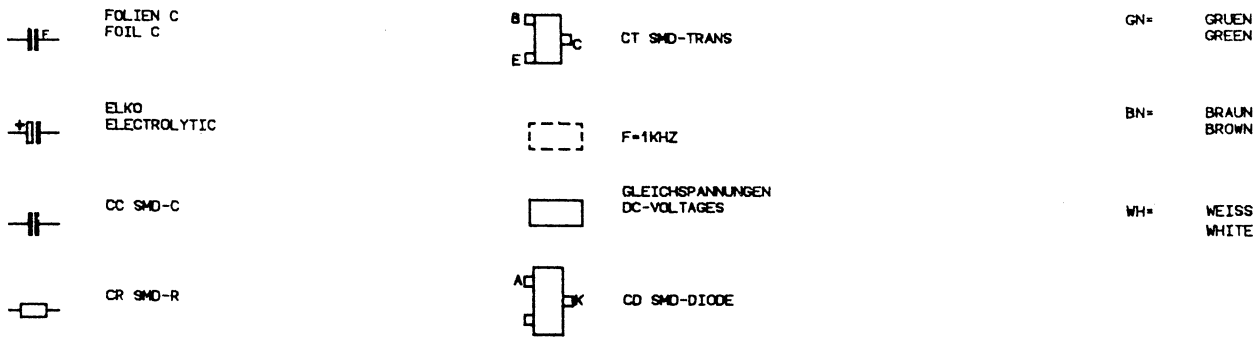 F
FOLIEN C
FOIL C
+
ELKO
ELECTROLYTIC
CC SMD-C
CR SMD-R
B
C
E
CT SMD-TRANS
F=1KHZ
GLEICHSPANNUNGEN
DC-VOLTAGES
A
K
CD SMD-DIODE
GN= GRUEN
GREEN
BN= BRAUN
BROWN
WH= WEISS
WHITE